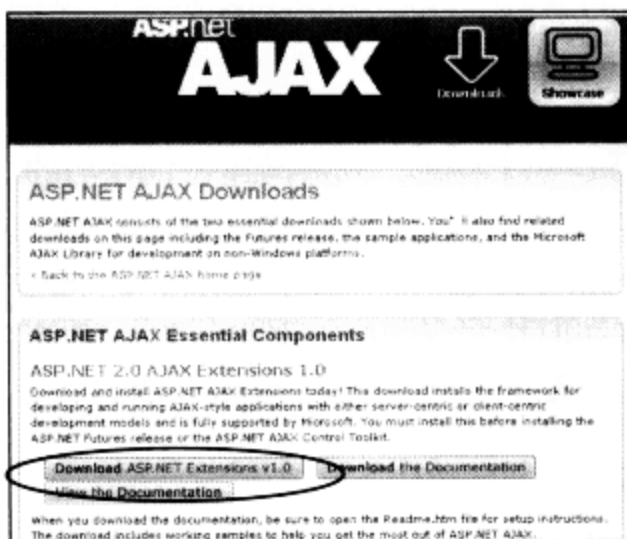 ASP.net
AJAX
Downloads
Showcase
ASP.NET AJAX Downloads
ASP.NET AJAX consists of the two essential downloads shown below. You'll also find related
downloads on this page including the Futures release, the sample applications, and the Microsoft
AJAX Library for development on non-Windows platforms.
< Back to the ASP.NET AJAX home page
ASP.NET AJAX Essential Components
ASP.NET 2.0 AJAX Extensions 1.0
Download and install ASP.NET AJAX Extensions today! This download installs the framework for
developing and running AJAX-style applications with either server-centric or client-centric
development models and is fully supported by Microsoft. You must install this before installing the
ASP.NET Futures release or the ASP.NET AJAX Control Toolkit.
Download ASP.NET Extensions v1.0 Download the Documentation
View the Documentation
When you download the documentation, be sure to open the Readme.htm file for setup instructions.
The download includes working samples to help you get the most out of ASP.NET AJAX.